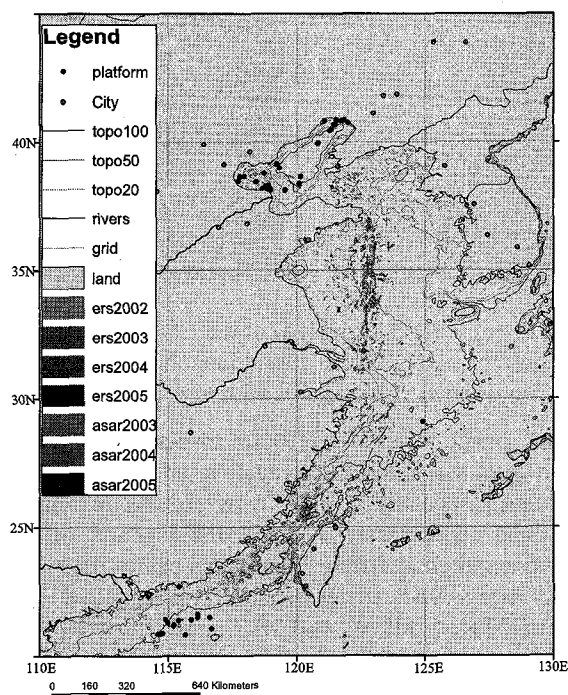 Legend
platform
City
topo100
topo50
topo20
rivers
grid
land
ers2002
ers2003
ers2004
ers2005
asar2003
asar2004
asar2005
40N
35N
30N
25N
110E 115E 120E 125E 130E
0 160 320 640 Kilometers